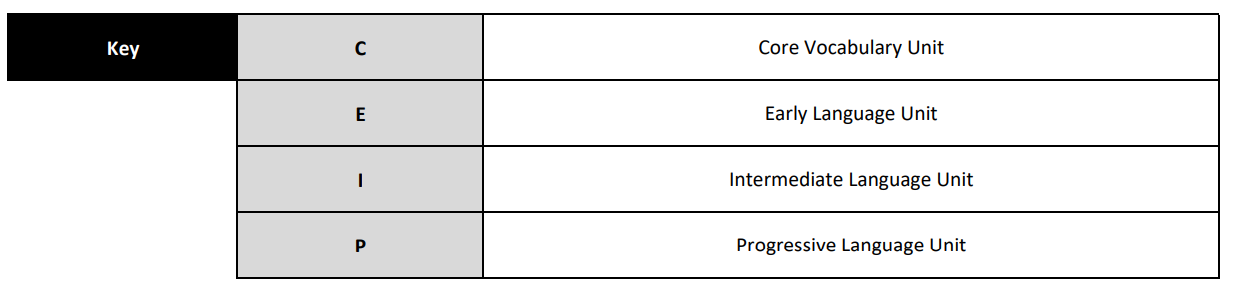 Key C Core Vocabulary Unit
E Early Language Unit
I Intermediate Language Unit
P Progressive Language Unit